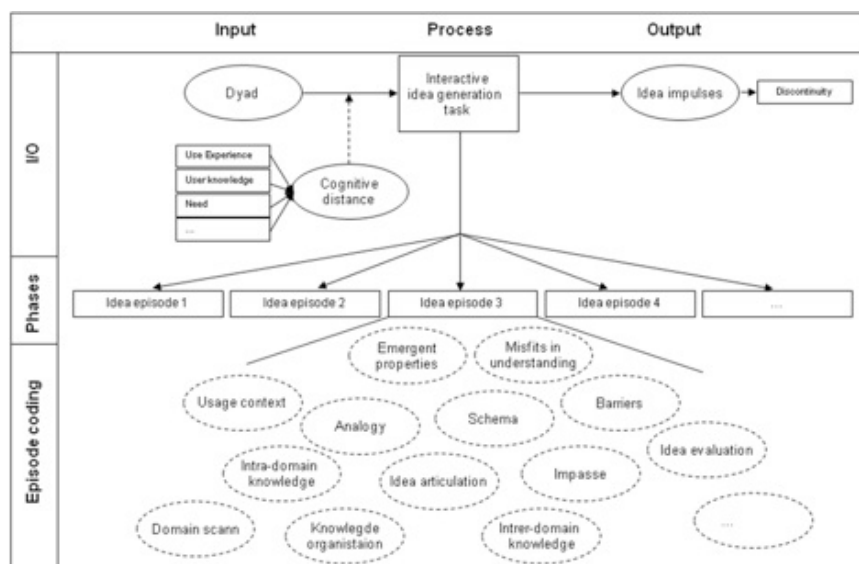 Input Process Output
I/O
Dyad
Interactive
idea generation
task
Idea impulses
Discontinuity
Use Experience
User knowledge
Need
...
Cognitive
distance
Phases
Idea episode 1
Idea episode 2
Idea episode 3
Idea episode 4
...
Episode coding
Emergent
properties
Misfits in
understanding
Usage context
Analogy
Schema
Barriers
Idea evaluation
Intra-domain
knowledge
Idea articulation
Impasse
Domain scann
Knowlegde
organistaion
Intrer-domain
knowledge
...